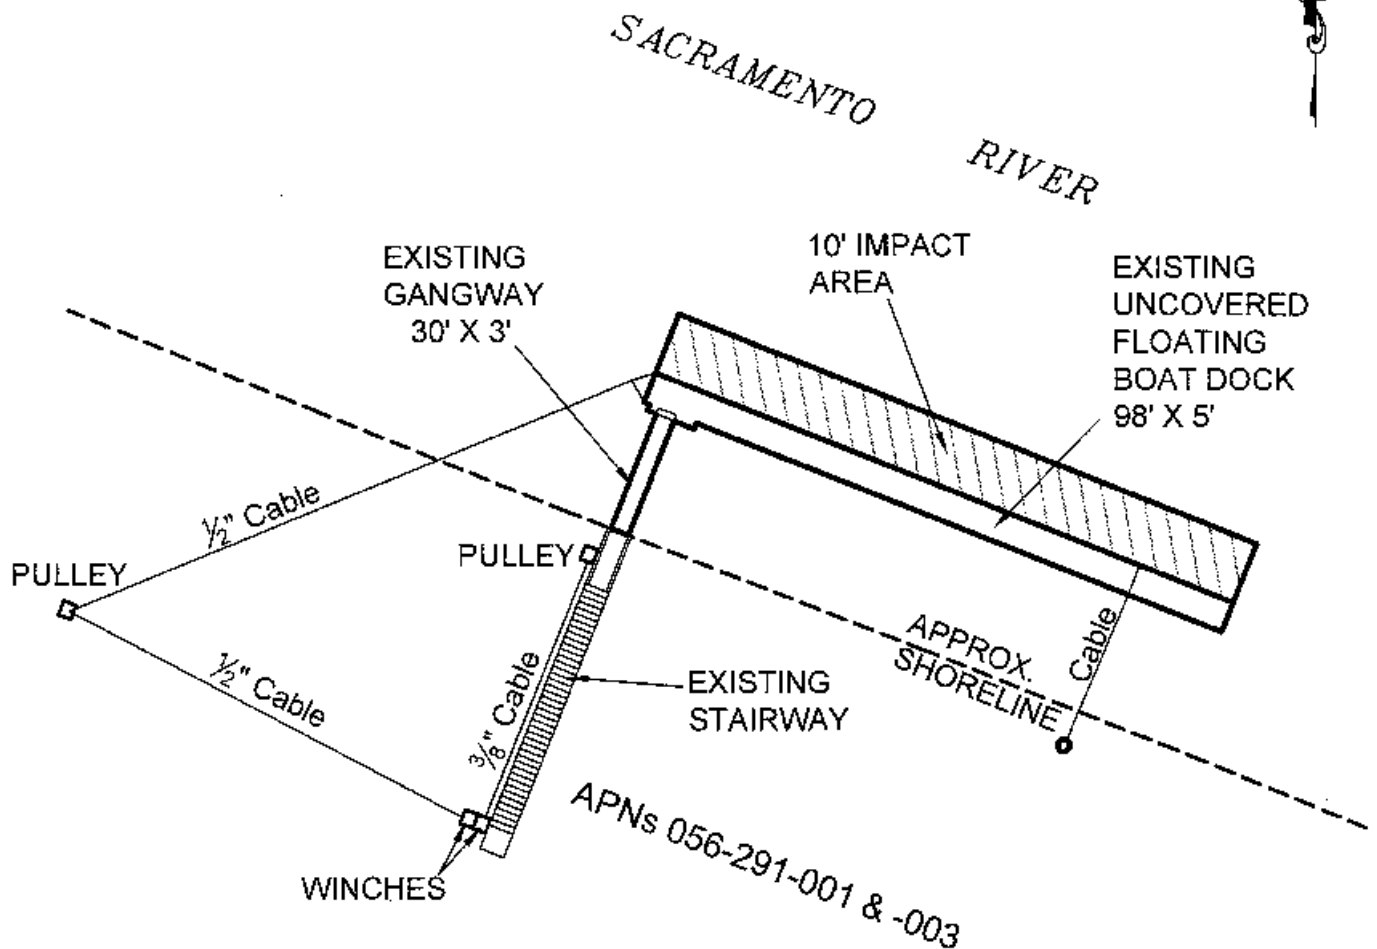 SACRAMENTO RIVER
EXISTING
GANGWAY
30' X 3'
10' IMPACT
AREA
EXISTING
UNCOVERED
FLOATING
BOAT DOCK
98' X 5'
½" Cable
PULLEY
PULLEY
½" Cable
⅜" Cable
EXISTING
STAIRWAY
APPROX.
SHORELINE
Cable
WINCHES
APNs 056-291-001 & -003